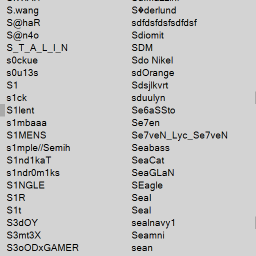 S.wang
S�derlund
S@haR
sdfdsfdsfsdfdsf
S@n4o
Sdiomit
S_T_A_L_I_N
SDM
s0ckue
Sdo Nikel
s0u13s
sdOrange
S1
Sdsjlkvrt
s1ck
sduulyn
S1lent
Se6aSSto
s1mbaaa
Se7en
S1MENS
Se7veN_Lyc_Se7veN
s1mple//Semih
Seabass
S1nd1kaT
SeaCat
s1ndr0m1ks
SeaGLaN
S1NGLE
SEagle
S1R
Seal
S1t
Seal
S3dOY
sealnavy1
S3mt3X
Seamni
S3oODxGAMER
sean